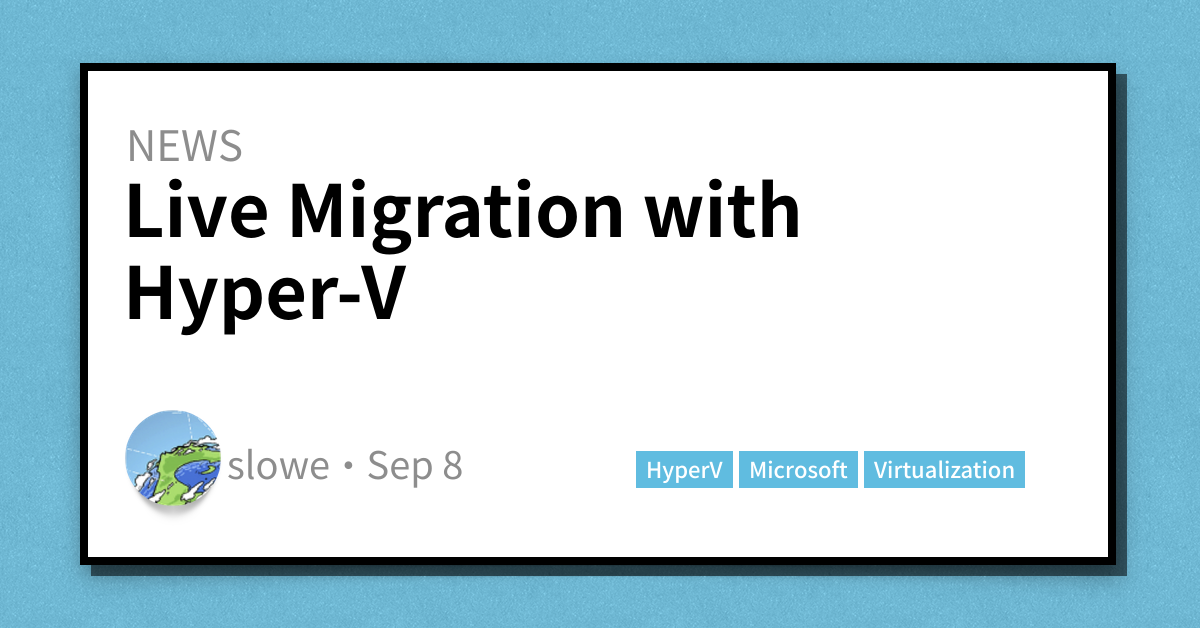 NEWS
Live Migration with
Hyper-V
slowe • Sep 8
HyperV Microsoft Virtualization